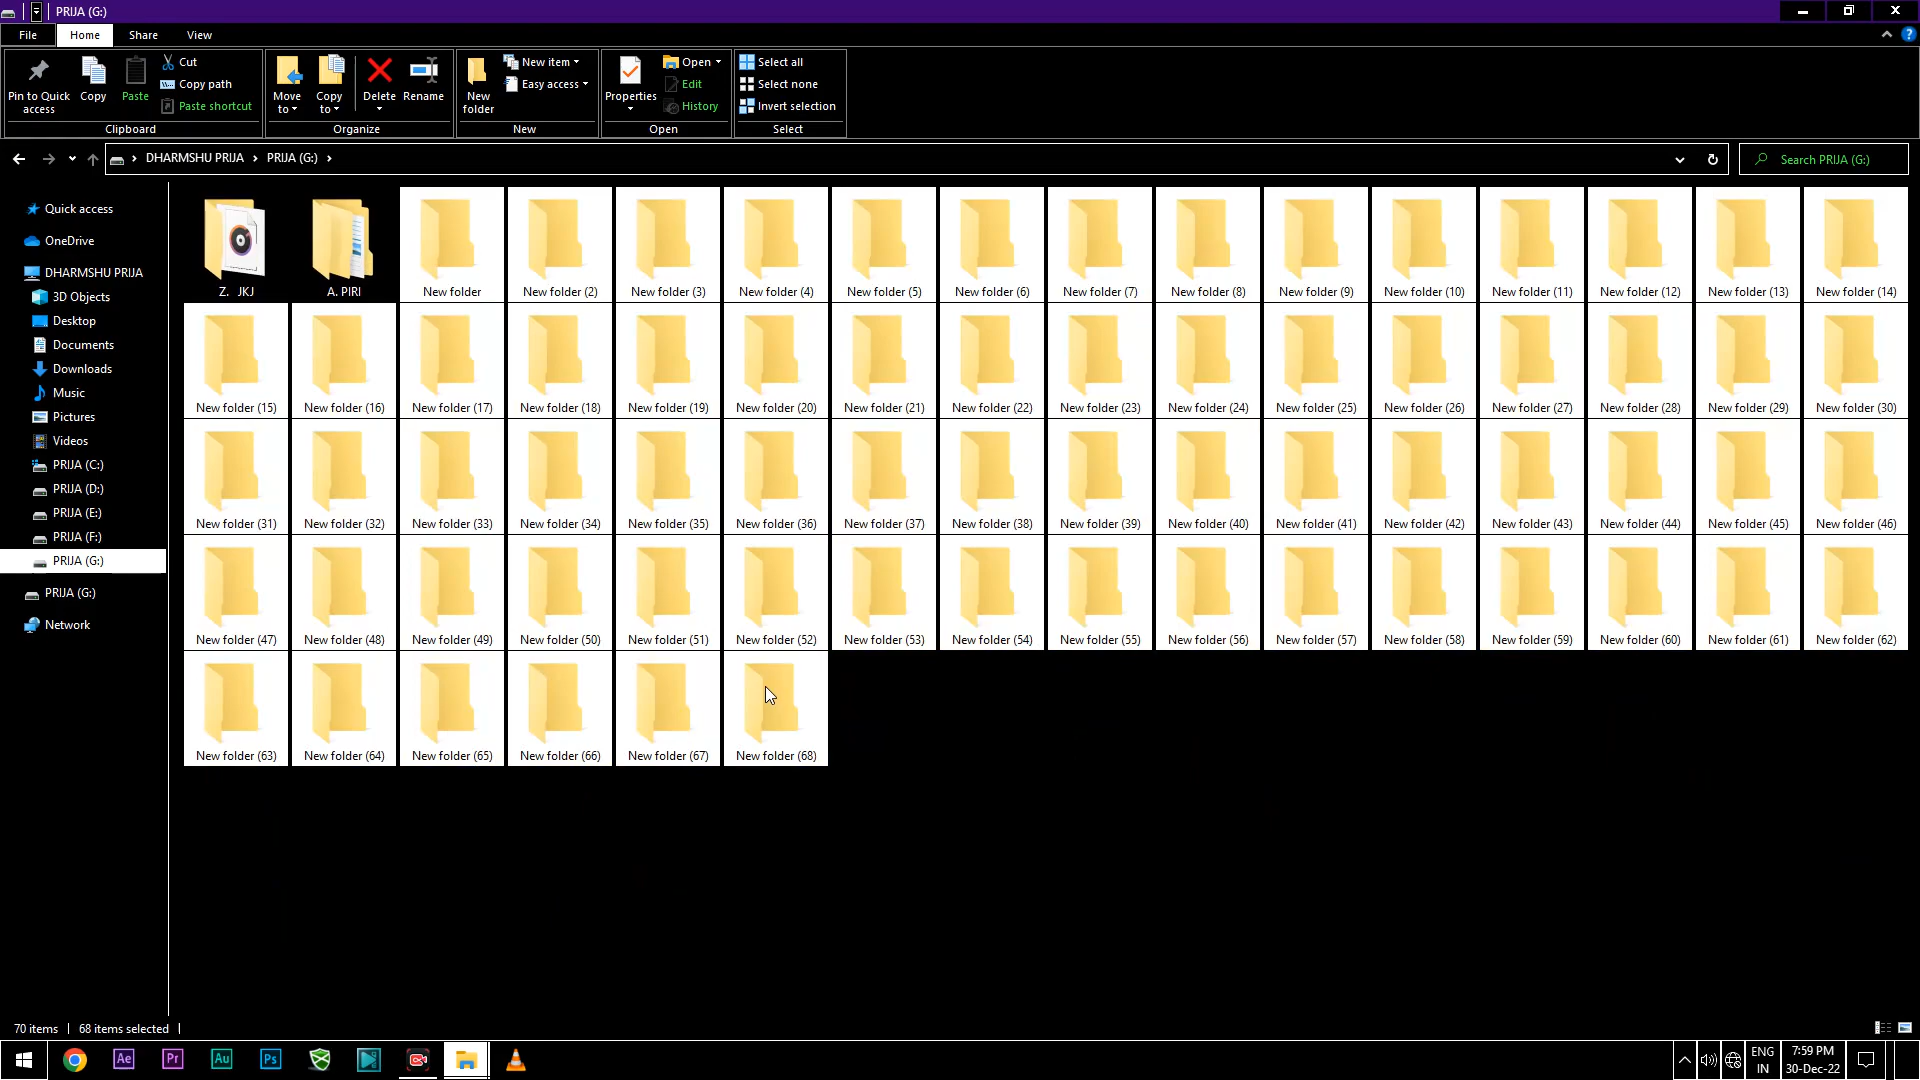 PRIJA (G:)
File Home Share View
Pin to Quick access
Copy
Paste
Cut
Copy path
Paste shortcut
Clipboard
Move to
Copy to
Delete
Rename
Organize
New folder
New item
Easy access
New
Properties
Open
Edit
History
Open
Select all
Select none
Invert selection
Select
DHARMSHU PRIJA > PRIJA (G:) >
Search PRIJA (G:)
Quick access
OneDrive
DHARMSHU PRIJA
3D Objects
Desktop
Documents
Downloads
Music
Pictures
Videos
PRIJA (C:)
PRIJA (D:)
PRIJA (E:)
PRIJA (F:)
PRIJA (G:)
PRIJA (G:)
Network
Z. JKJ A. PIRI New folder New folder (2) New folder (3) New folder (4) New folder (5) New folder (6) New folder (7) New folder (8) New folder (9) New folder (10) New folder (11) New folder (12) New folder (13) New folder (14)
New folder (15) New folder (16) New folder (17) New folder (18) New folder (19) New folder (20) New folder (21) New folder (22) New folder (23) New folder (24) New folder (25) New folder (26) New folder (27) New folder (28) New folder (29) New folder (30)
New folder (31) New folder (32) New folder (33) New folder (34) New folder (35) New folder (36) New folder (37) New folder (38) New folder (39) New folder (40) New folder (41) New folder (42) New folder (43) New folder (44) New folder (45) New folder (46)
New folder (47) New folder (48) New folder (49) New folder (50) New folder (51) New folder (52) New folder (53) New folder (54) New folder (55) New folder (56) New folder (57) New folder (58) New folder (59) New folder (60) New folder (61) New folder (62)
New folder (63) New folder (64) New folder (65) New folder (66) New folder (67) New folder (68)
70 items 68 items selected
Ae Pr Au Ps
ENG
IN
7:59 PM
30-Dec-22